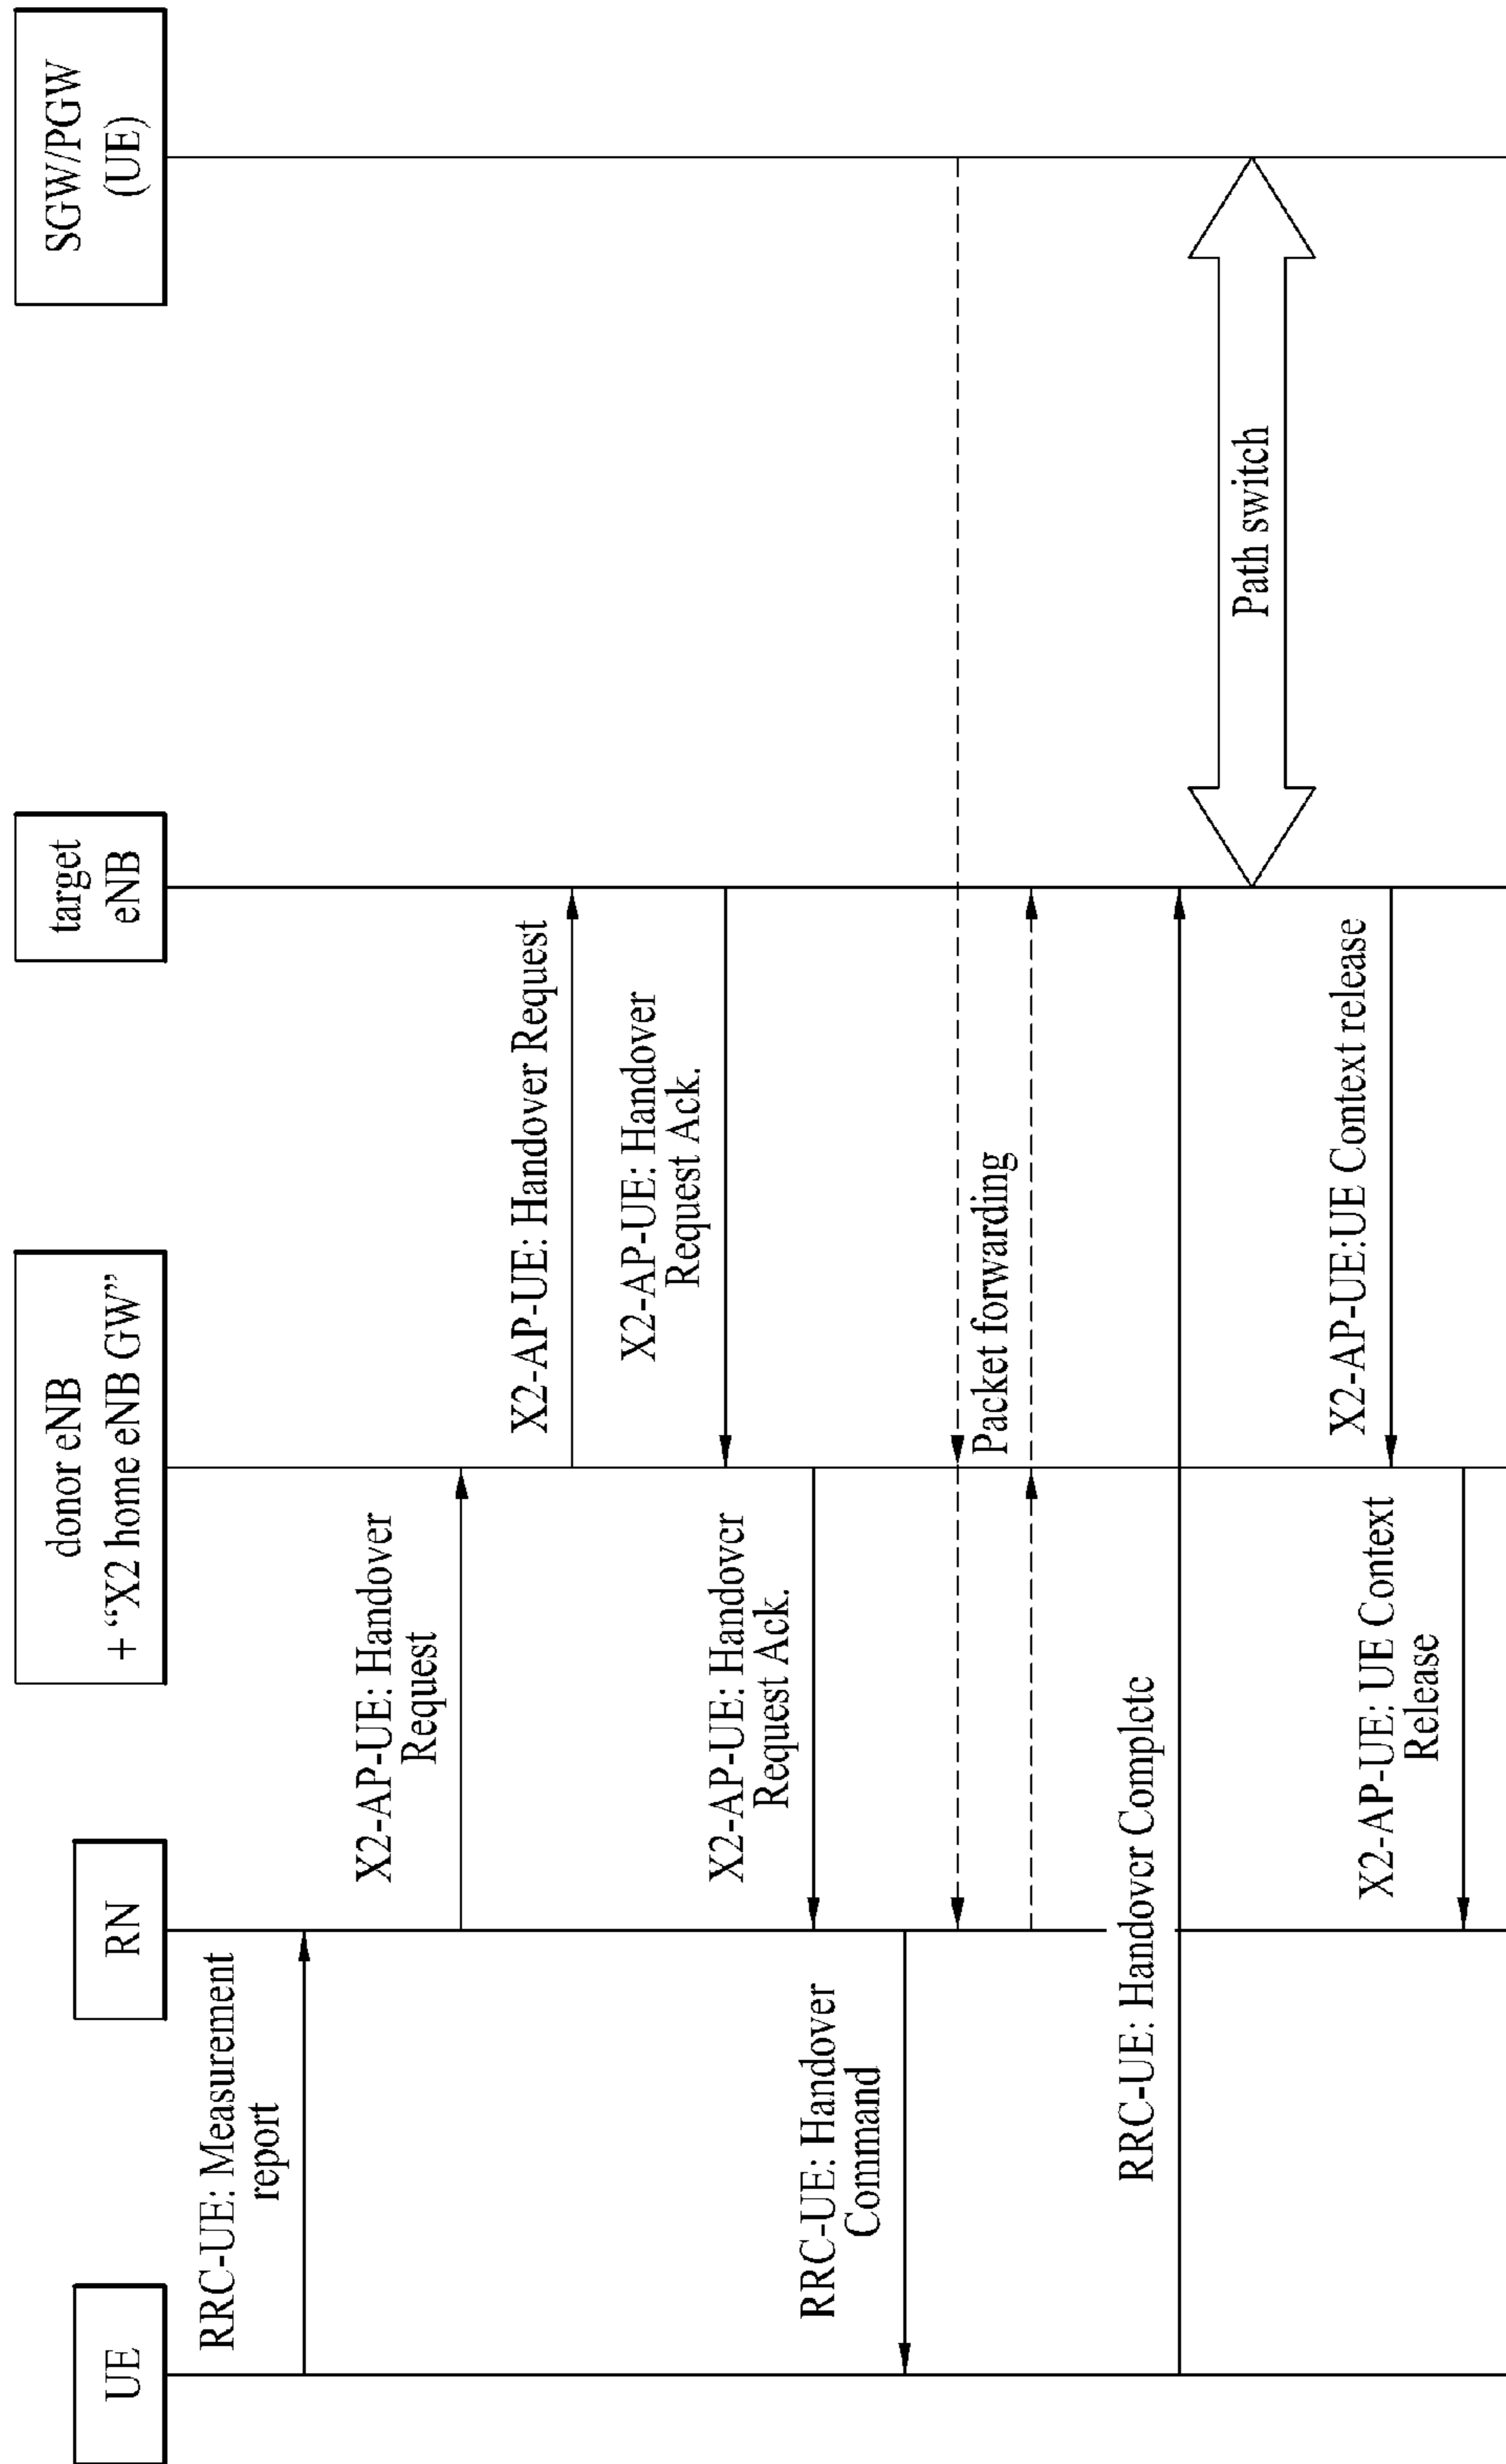 UE
RN
donor eNB
+ “X2 home eNB GW”
target
eNB
SGW/PGW
(UE)
RRC-UE: Measurement
report
X2-AP-UE: Handover
Request
X2-AP-UE: Handover Request
X2-AP-UE: Handover
Request Ack.
X2-AP-UE: Handover
Request Ack.
RRC-UE: Handover
Command
Packet forwarding
RRC-UE: Handover Complete
Path switch
X2-AP-UE:UE Context release
X2-AP-UE: UE Context
Release